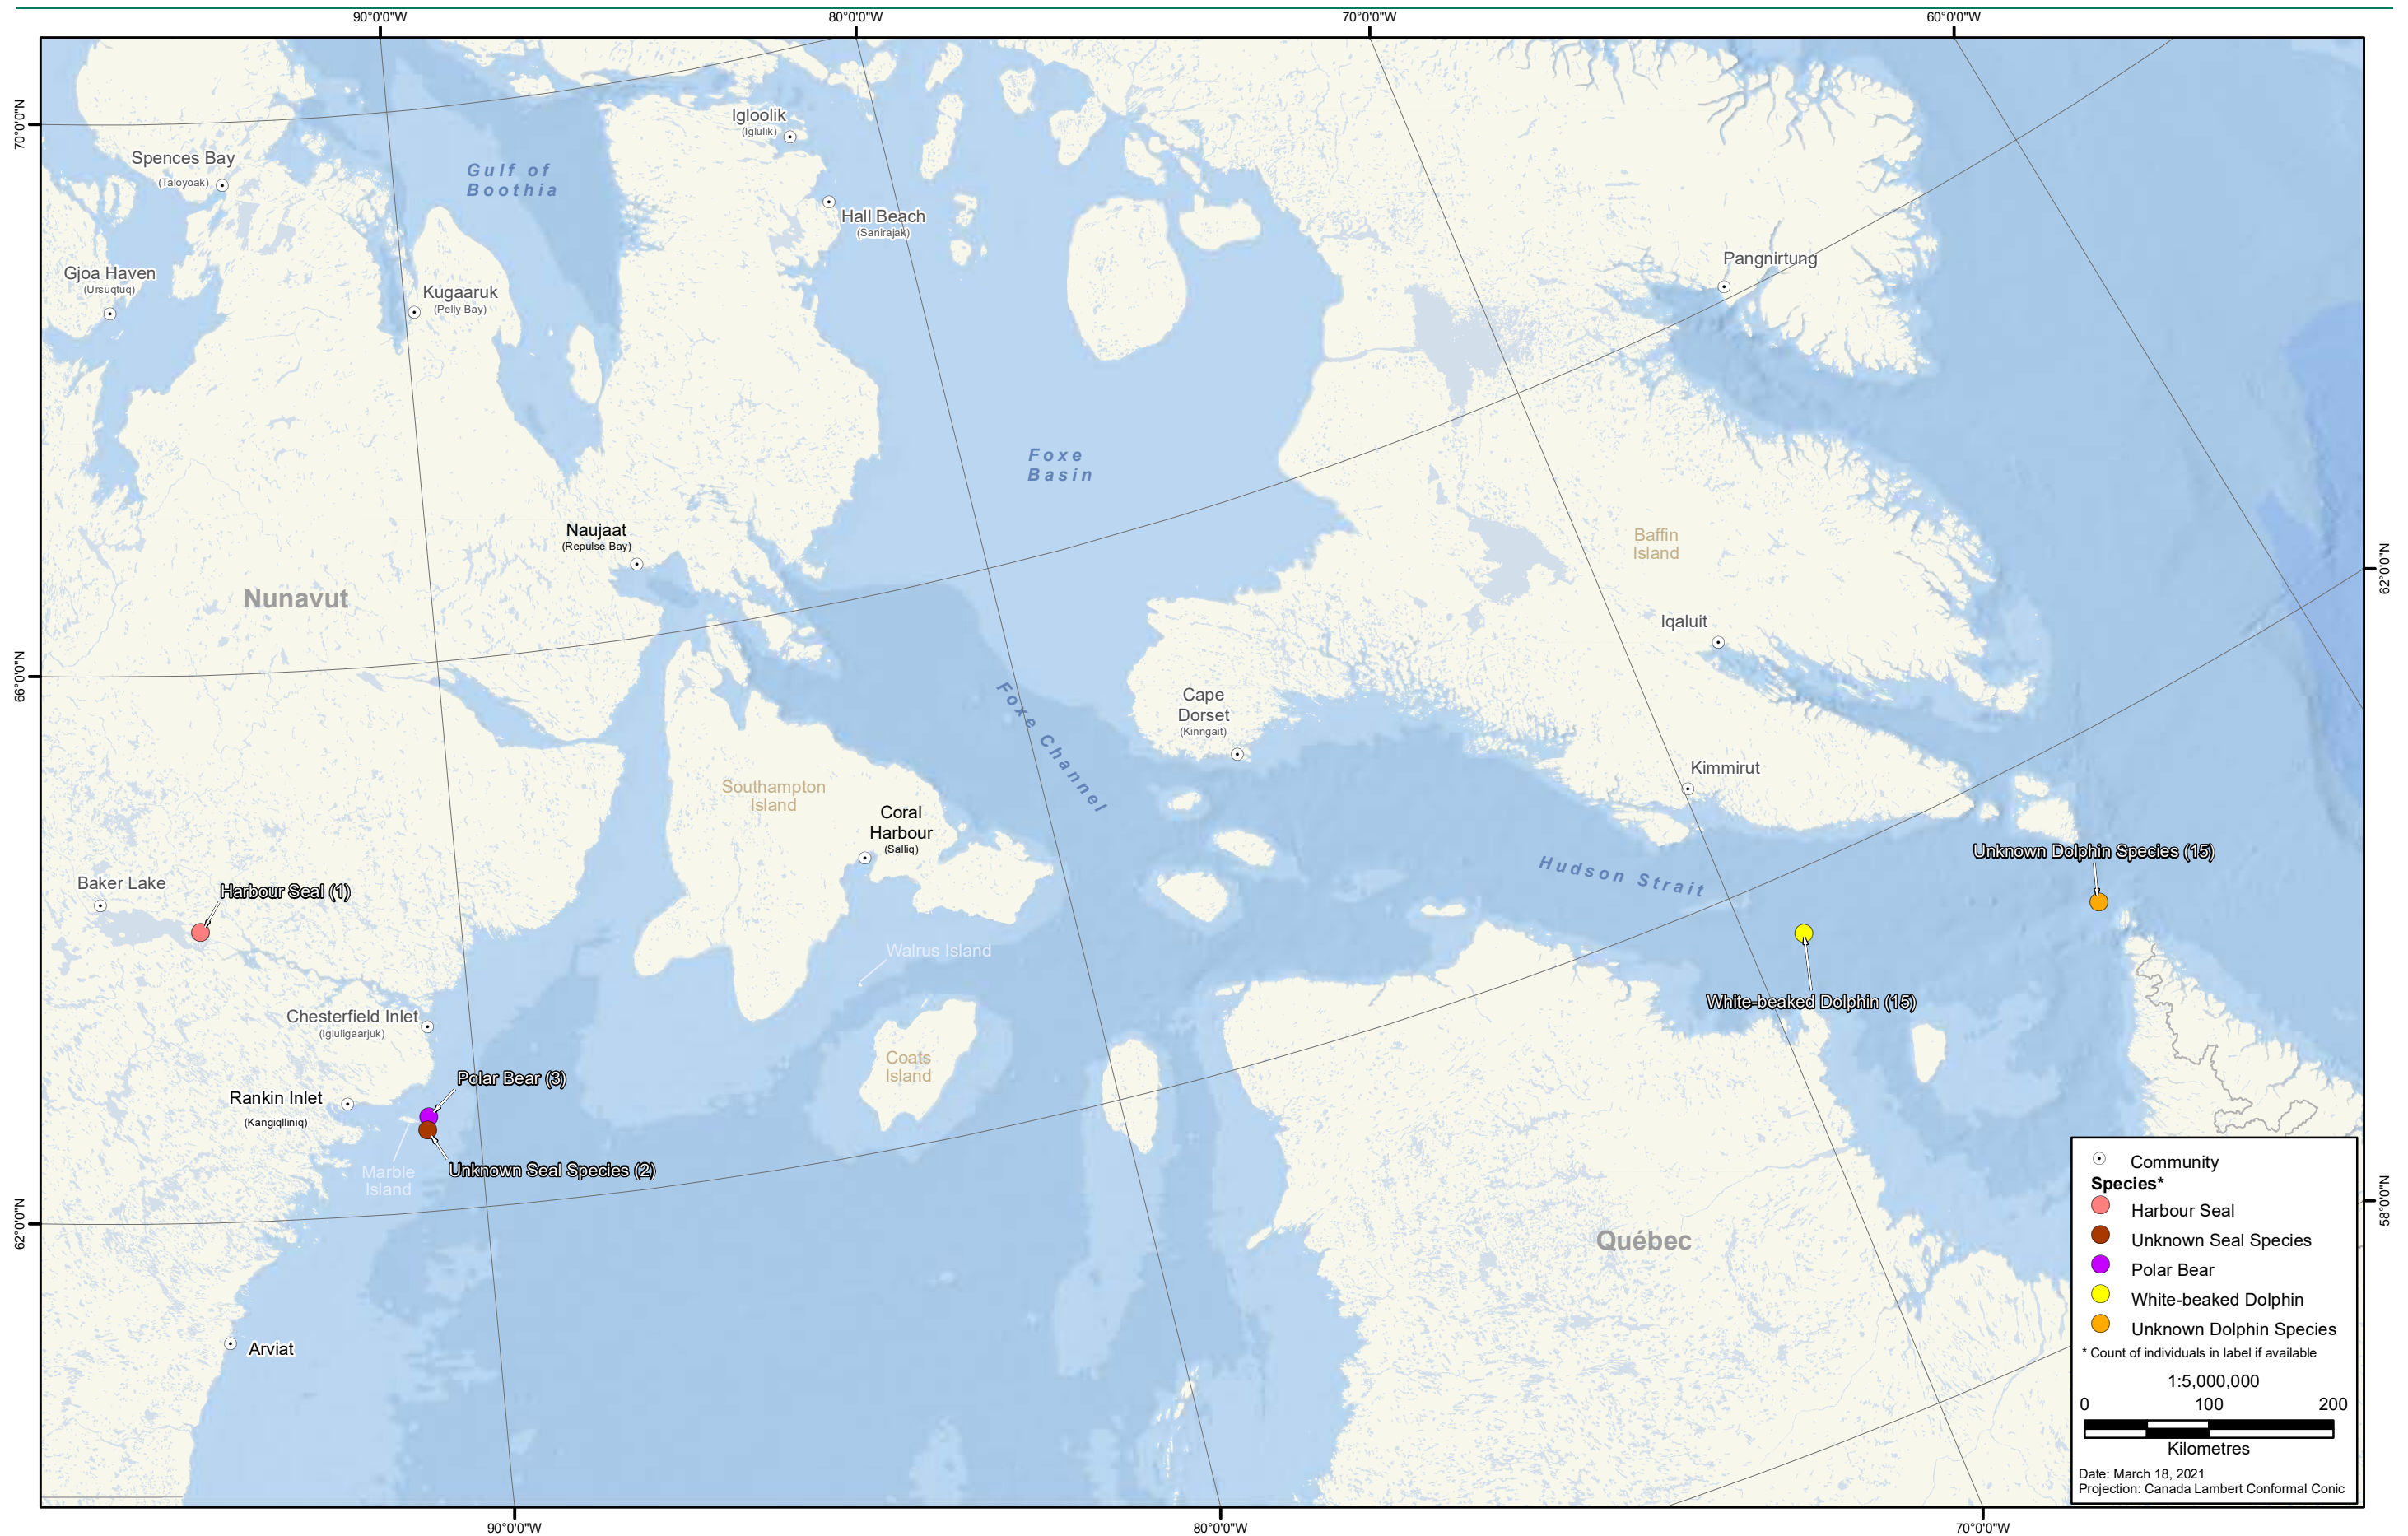 90°0'0"W
80°0'0"W
70°0'0"W
60°0'0"W
70°0'0"N
66°0'0"N
62°0'0"N
62°0'0"N
58°0'0"N
Igloolik
(Iglulik)
Spences Bay
(Taloyoak)
Gulf of
Boothia
Hall Beach
(Sanirajak)
Gjoa Haven
(Ursuqtuq)
Kugaaruk
(Pelly Bay)
Pangnirtung
Foxe
Basin
Naujaat
(Repulse Bay)
Baffin
Island
Nunavut
Iqaluit
Foxe Channel
Cape
Dorset
(Kinngait)
Kimmirut
Southampton
Island
Coral
Harbour
(Salliq)
Unknown Dolphin Species (15)
Hudson Strait
Baker Lake
Harbour Seal (1)
Walrus Island
White-beaked Dolphin (15)
Chesterfield Inlet
(Igluligaarjuk)
Coats
Island
Polar Bear (3)
Rankin Inlet
(Kangiqlliniq)
Marble
Island
Unknown Seal Species (2)
Québec
Arviat
Community
Species*
Harbour Seal
Unknown Seal Species
Polar Bear
White-beaked Dolphin
Unknown Dolphin Species
* Count of individuals in label if available
1:5,000,000
0 100 200
Kilometres
Date: March 18, 2021
Projection: Canada Lambert Conformal Conic
90°0'0"W
80°0'0"W
70°0'0"W